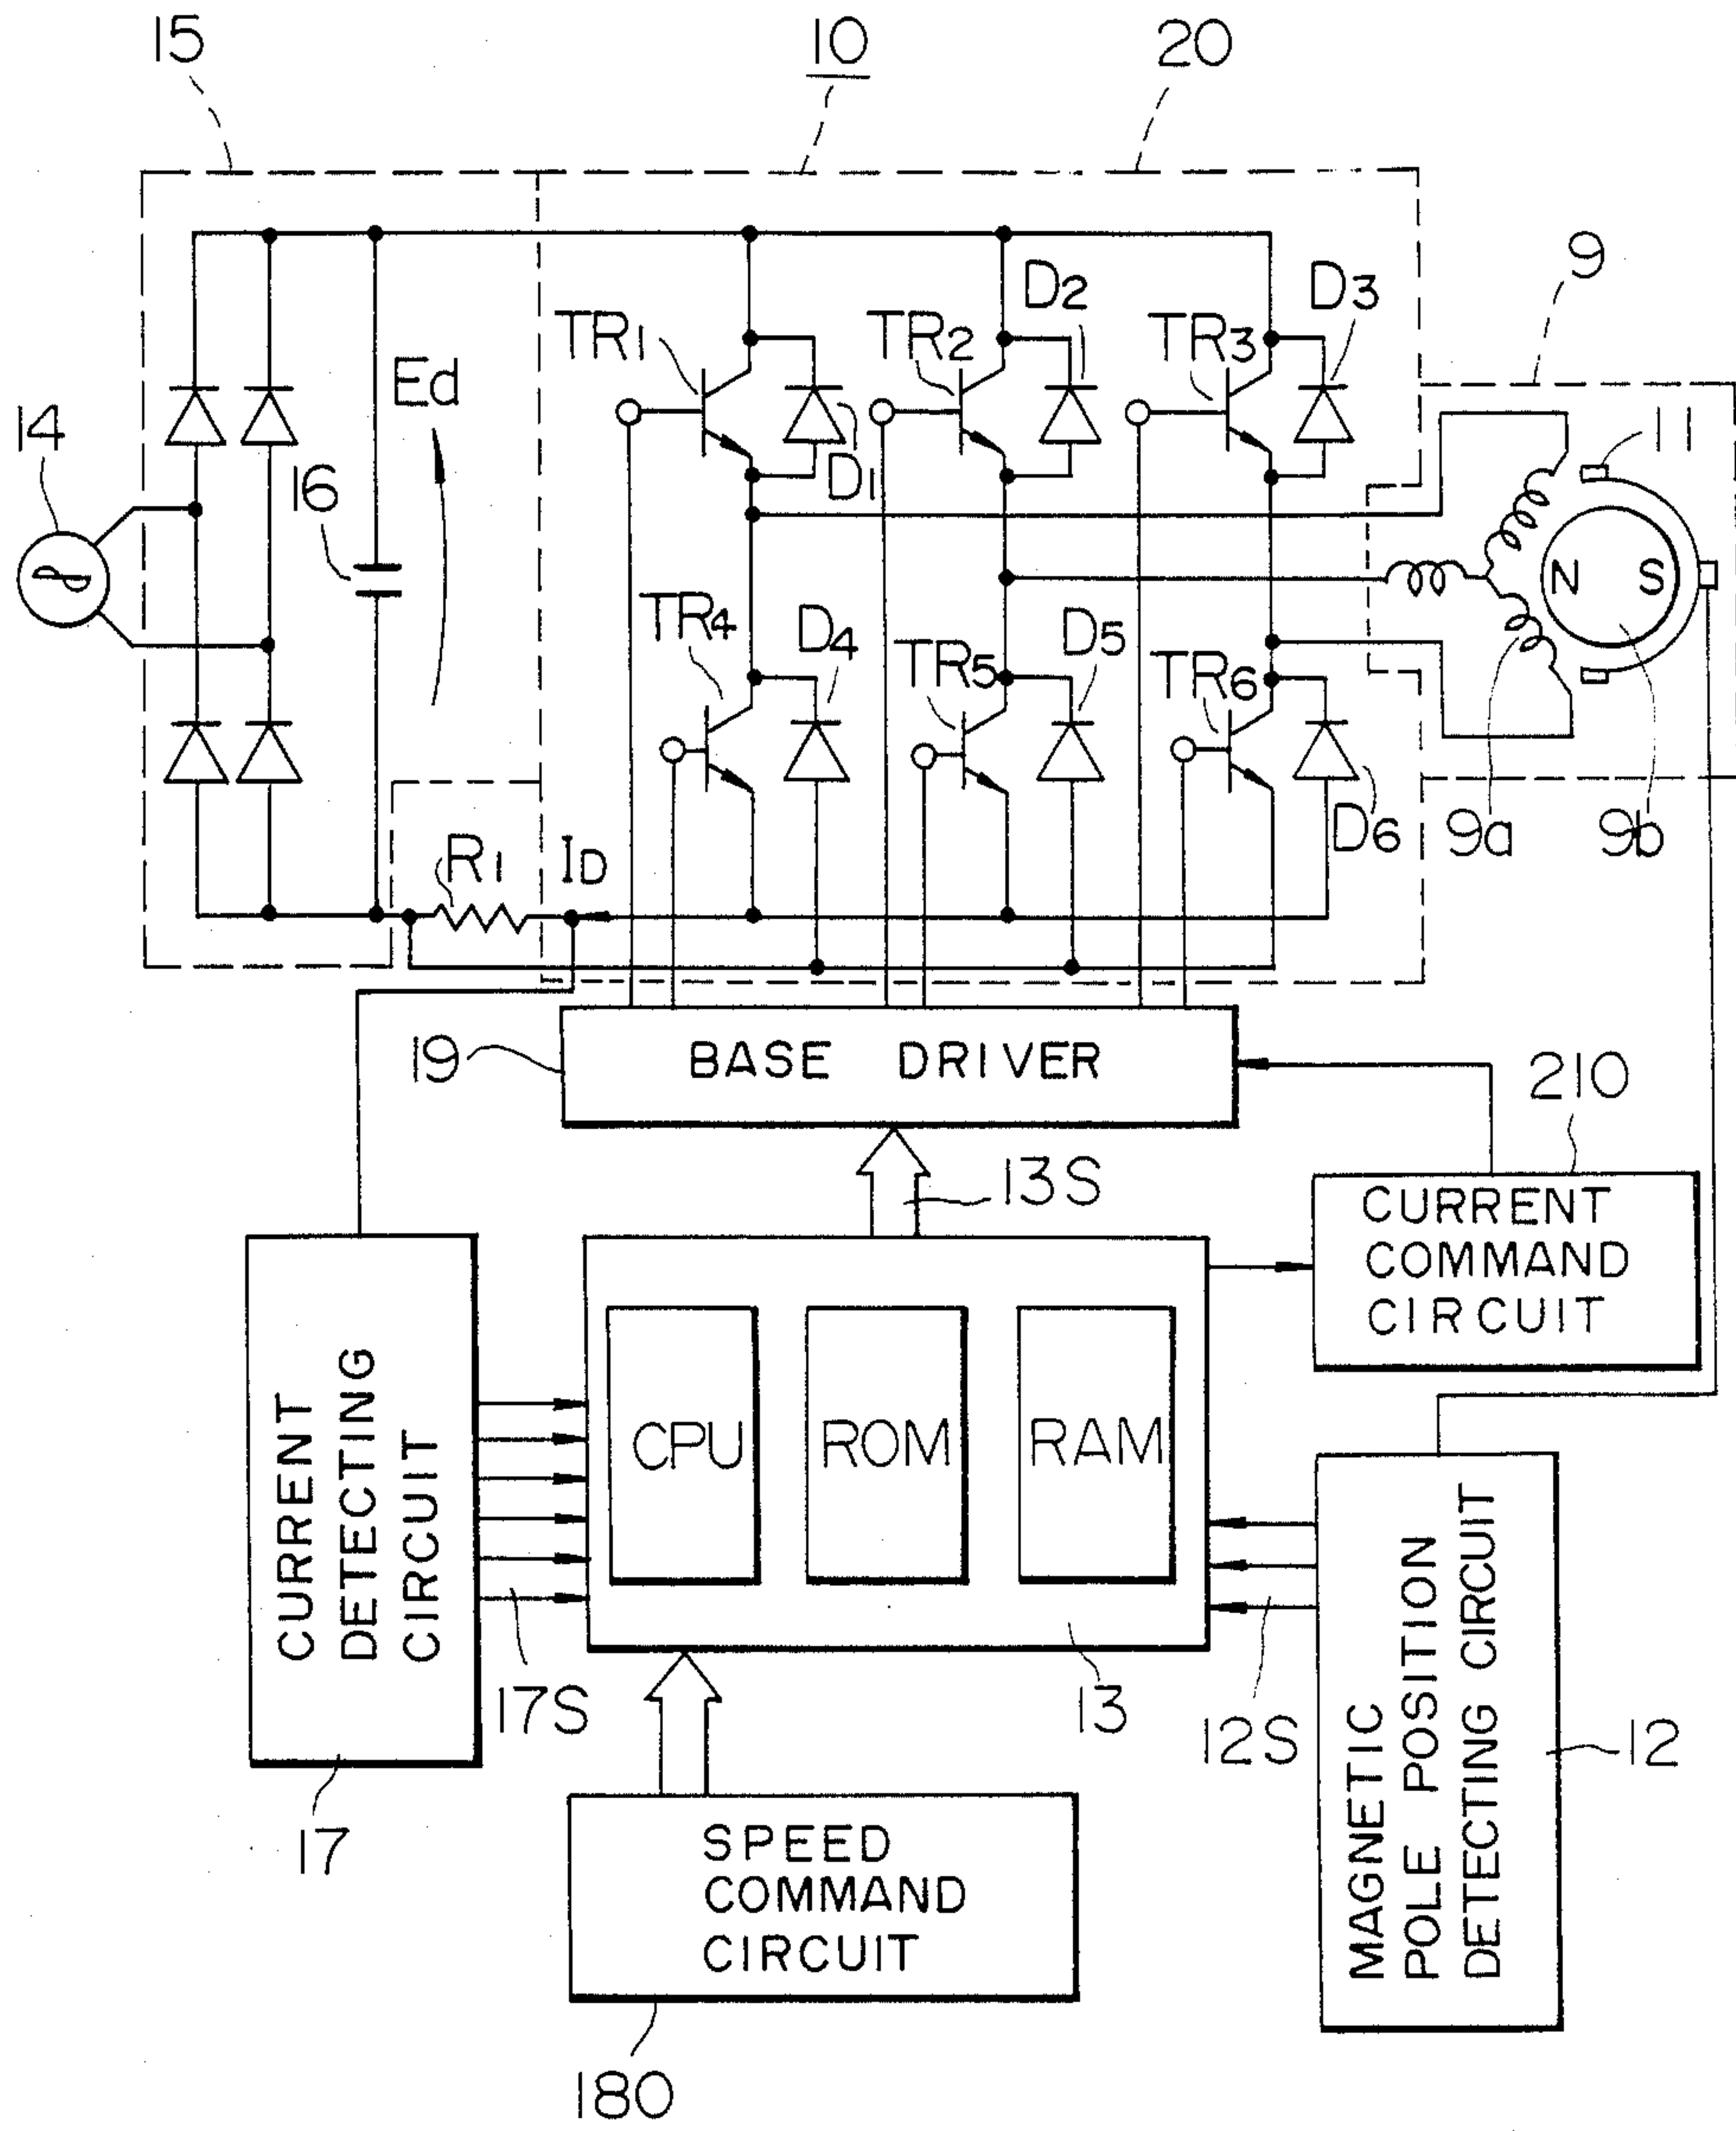 15
10
20
9
TR1
D2
TR2
D3
TR3
Ed
11
14
16
D1
N S
TR4
D4
TR5
D5
TR6
R1
ID
D6
9a
9b
19
BASE DRIVER
210
13S
CURRENT
COMMAND
CIRCUIT
CURRENT
DETECTING
CIRCUIT
CPU
ROM
RAM
17S
13
12S
MAGNETIC
POLE POSITION
DETECTING CIRCUIT
12
17
SPEED
COMMAND
CIRCUIT
180